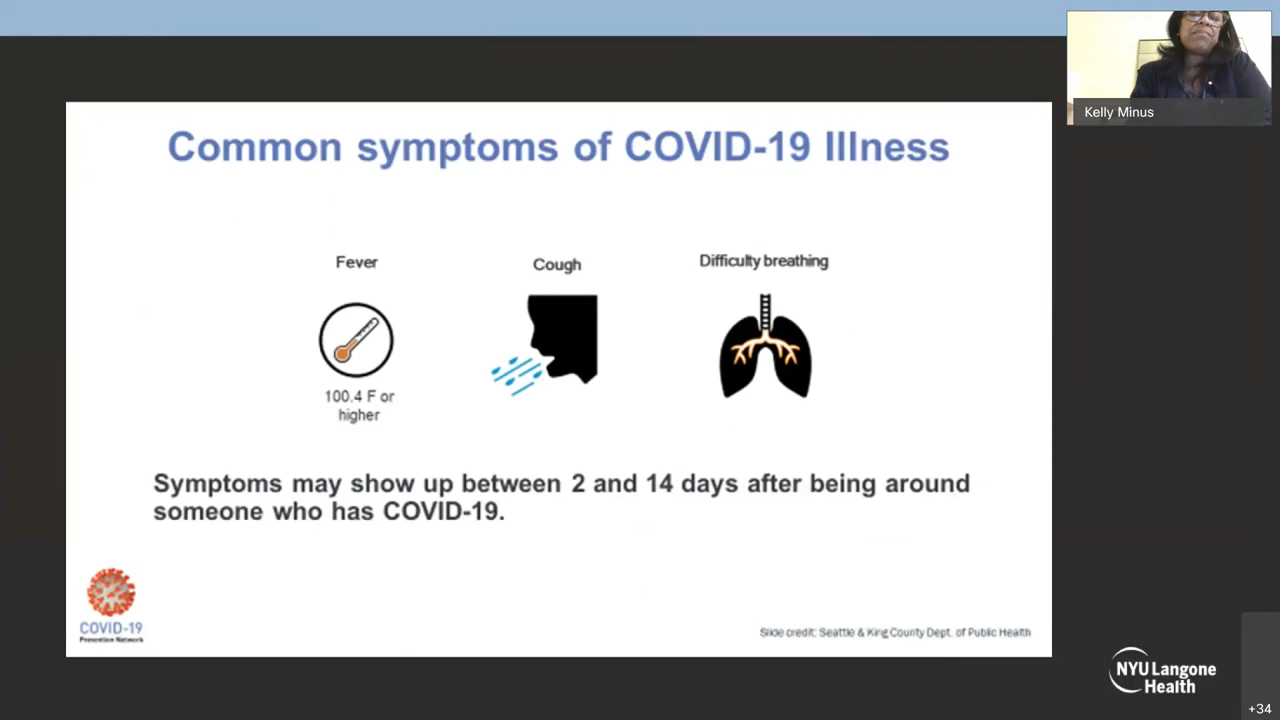 Kelly Minus
Common symptoms of COVID-19 Illness
Fever
Cough
Difficulty breathing
100.4 F or
higher
Symptoms may show up between 2 and 14 days after being around
someone who has COVID-19.
COVID-19
Prevention Network
Slide credit: Seattle & King County Dept. of Public Health
NYU Langone
Health
+34